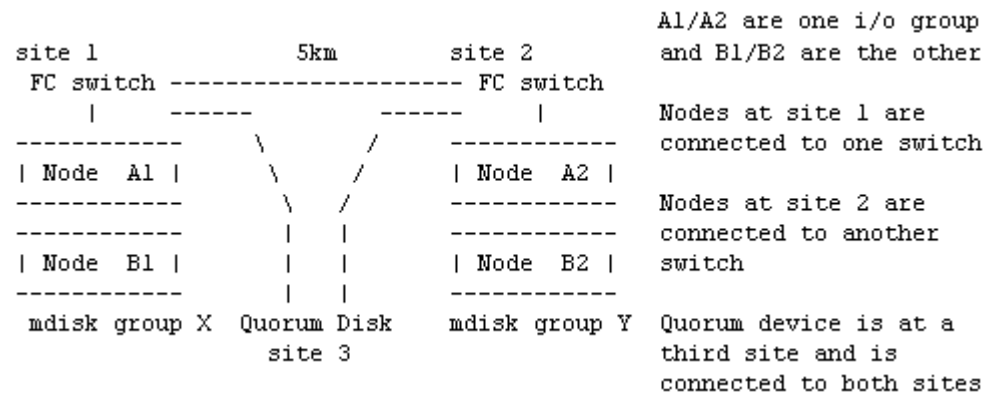 A1/A2 are one i/o group
site 1 5km site 2 and B1/B2 are the other
FC switch ---------------------- FC switch
| ------ ------ | Nodes at site 1 are
------------ \ / ------------ connected to one switch
| Node A1 | \ / | Node A2 |
------------ \ / ------------ Nodes at site 2 are
------------ | | ------------ connected to another
| Node B1 | | | | Node B2 | switch
------------ | | ------------
mdisk group X Quorum Disk mdisk group Y Quorum device is at a
site 3 third site and is
connected to both sites